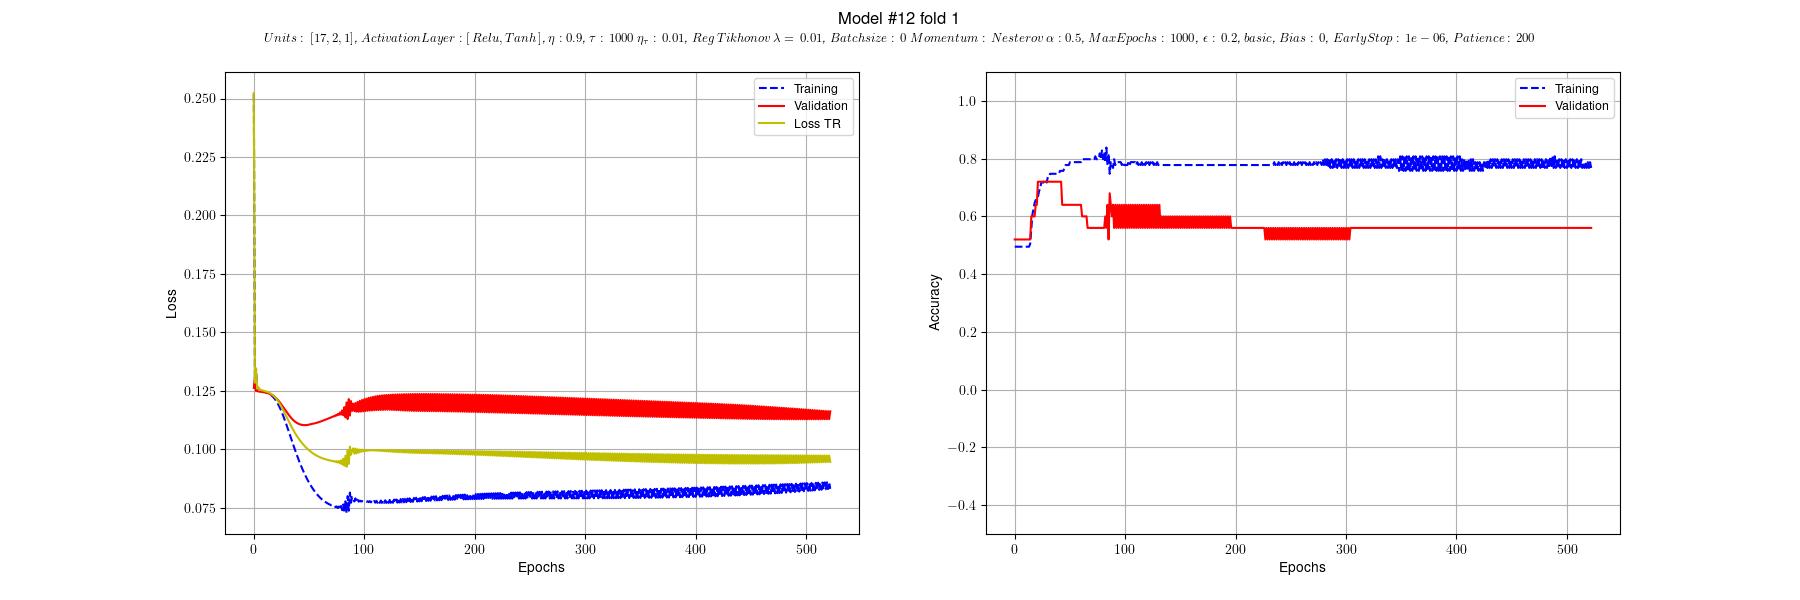 Model #12 fold 1
Units : [17, 2, 1], ActivationLayer : [ Relu, Tanh], η : 0.9, τ : 1000 η_τ : 0.01, Reg Tikhonov λ = 0.01, Batchsize : 0 Momentum : Nesterov α : 0.5, MaxEpochs : 1000, ϵ : 0.2, basic, Bias : 0, EarlyStop : 1e − 06, Patience : 200
Loss
0.250
0.225
0.200
0.175
0.150
0.125
0.100
0.075
0
100
200
300
400
500
Epochs
Training
Validation
Loss TR
Accuracy
1.0
0.8
0.6
0.4
0.2
0.0
−0.2
−0.4
0
100
200
300
400
500
Epochs
Training
Validation